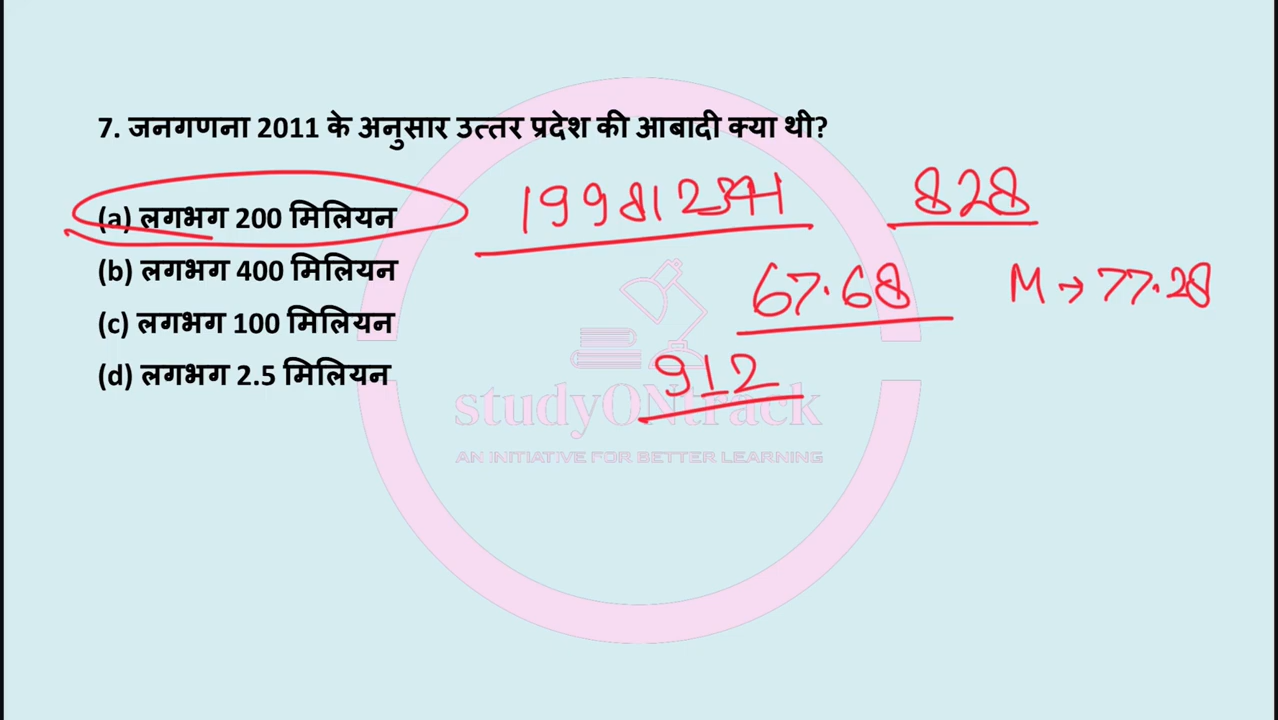 7. जनगणना 2011 के अनुसार उत्तर प्रदेश की आबादी क्या थी?
(a) लगभग 200 मिलियन
199812341
828
(b) लगभग 400 मिलियन
67.68
M → 77.28
(c) लगभग 100 मिलियन
(d) लगभग 2.5 मिलियन
912
studyONtrack
AN INITIATIVE FOR BETTER LEARNING